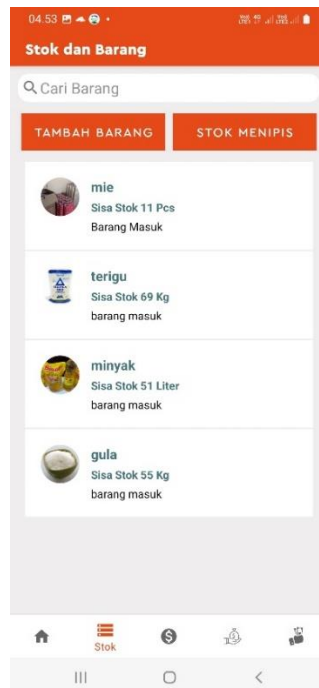 04.53
Stok dan Barang
Cari Barang
TAMBAH BARANG
STOK MENIPIS
mie
Sisa Stok 11 Pcs
Barang Masuk
terigu
Sisa Stok 69 Kg
barang masuk
minyak
Sisa Stok 51 Liter
barang masuk
gula
Sisa Stok 55 Kg
barang masuk
Stok